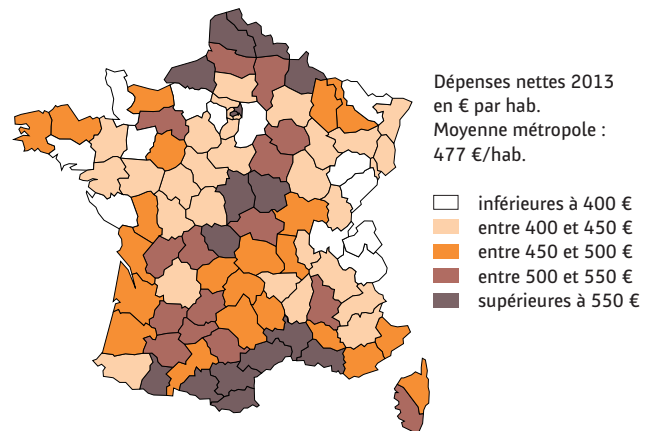 Dépenses nettes 2013
en € par hab.
Moyenne métropole :
477 €/hab.
inférieures à 400 €
entre 400 et 450 €
entre 450 et 500 €
entre 500 et 550 €
supérieures à 550 €